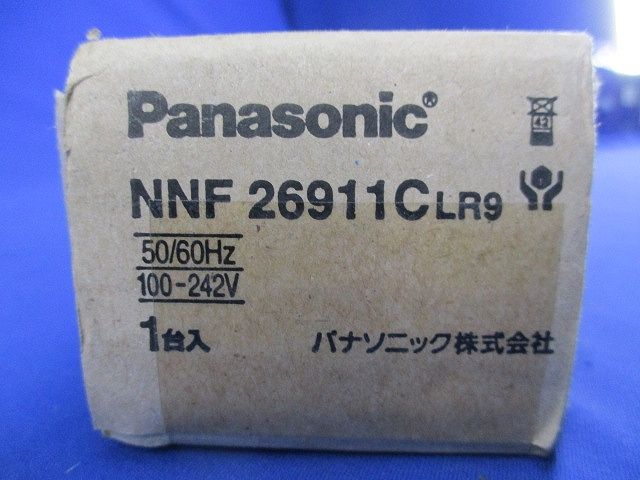 Panasonic®
NNF 26911C LR9
50/60Hz
100-242V
1台入
パナソニック株式会社